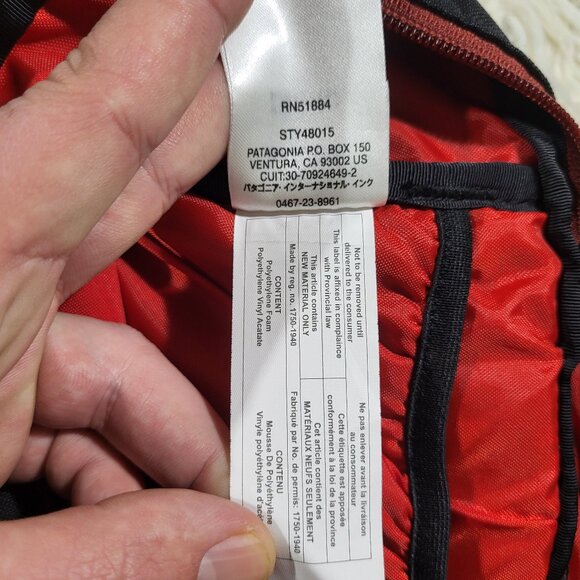 RN51884
STY48015
PATAGONIA P.O. BOX 150
VENTURA, CA 93002 US
CUIT:30-70924649-2
パタゴニア・インターナショナル・インク
0467-23-8961
Not to be removed until
delivered to the consumer
This label is affixed in complaince
with Provincial law
This article contains
NEW MATERIAL ONLY
Made by reg. no. 1750-1940
CONTENT
Polyethylene Foam
Polyethylene Vinyl Acatate
Ne pas enlever avant la livraison
au consommateur
Cette étiquette est apposée
conformément à la loi de la province
Cet article contient des
MATÉRIAUX NEUFS SEULEMENT
Fabriqué par No. de permis: 1750-1940
CONTENU
Mousse De Polyéthylène
Vinyle polyéthylène d'acé